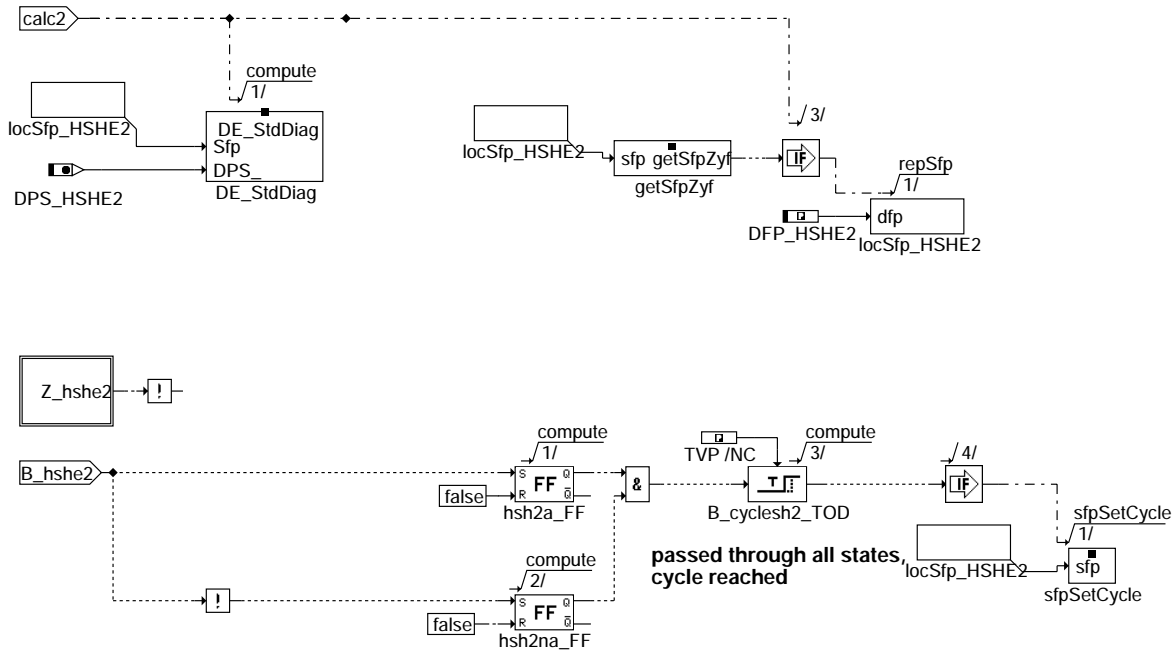 calc2
compute
1/
locSfp_HSHE2
DE_StdDiag
Sfp
DPS_
DE_StdDiag
DPS_HSHE2
locSfp_HSHE2
sfp getSfpZyf
getSfpZyf
3/
IF
repSfp
1/
DFP_HSHE2
dfp
locSfp_HSHE2
Z_hshe2
!
B_hshe2
compute
1/
false
S Q
FF
R Q
hsh2a_FF
&
TVP /NC
compute
3/
T
B_cyclesh2_TOD
4/
IF
sfpSetCycle
1/
passed through all states,
cycle reached
locSfp_HSHE2
sfp
sfpSetCycle
!
compute
2/
false
S Q
FF
R Q
hsh2na_FF